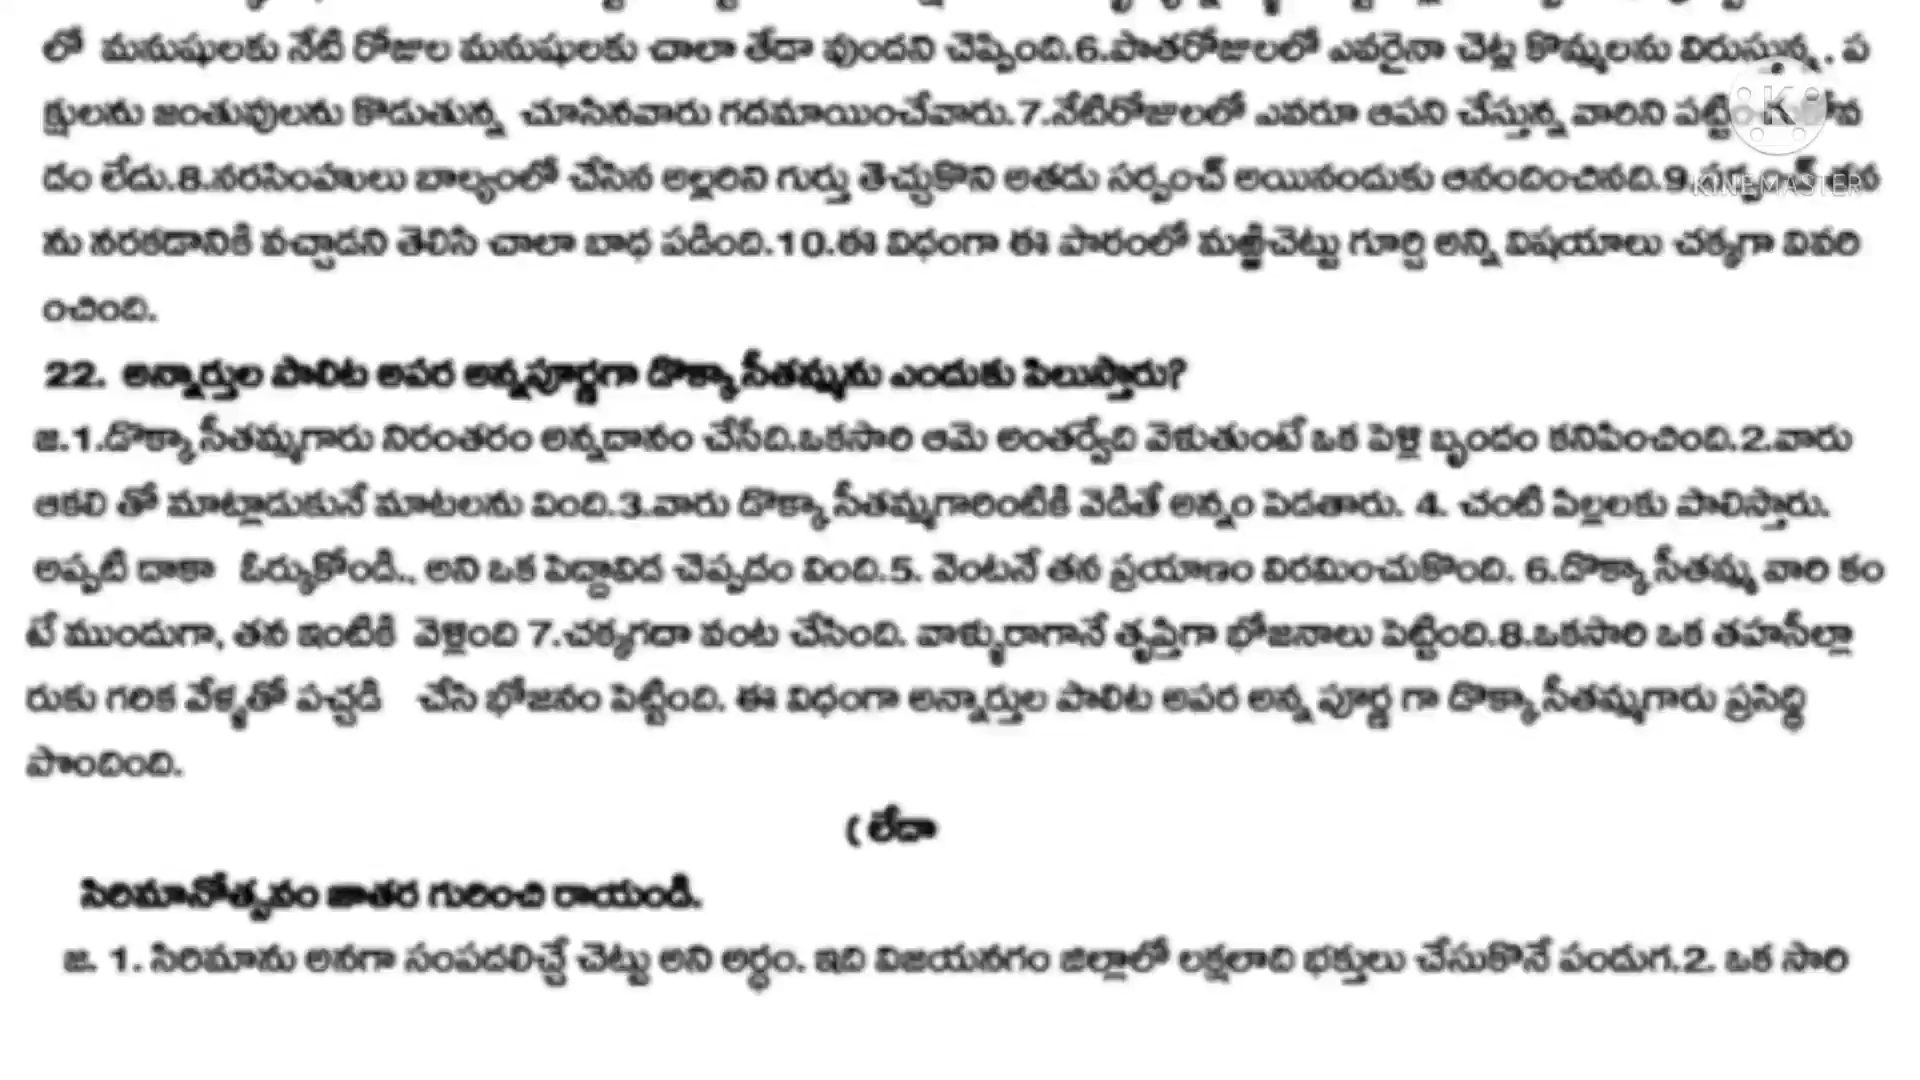 లో మనుషులకు నేటి రోజుల మనుషులకు చాలా తేడా వుందని చెప్పింది.6.పాతరోజులలో ఎవరైనా చెట్ల కొమ్మలను విరుస్తున్న . ప
క్షులను జంతువులను కొడుతున్న చూసినవారు గదమాయించేవారు.7.నేటిరోజులలో ఎవరూ ఆపని చేస్తున్న వారిని
దం లేదు.8.నరసింహులు బాల్యంలో చేసిన అల్లరిని గుర్తు తెచ్చుకొని అతడు సర్పంచ్ అయినందుకు ఆనందించినది.9.
ను నరకడానికి వచ్చాడని తెలిసి చాలా బాధ పడింది.10.ఈ విధంగా ఈ పాఠంలో మఱ్ఱిచెట్టు గూర్చి అన్ని విషయాలు చక్కగా వివరి
ంచింది.
22. అన్నార్తుల పాలిట అపర అన్నపూర్ణగా డొక్కా సీతమ్మను ఎందుకు పిలుస్తారు?
జ.1.డొక్కా సీతమ్మగారు నిరంతరం అన్నదానం చేసేది.ఒకసారి ఆమె అంతర్వేది వెళుతుంటే ఒక పెళ్లి బృందం కనిపించింది.2.వారు
ఆకలి తో మాట్లాడుకునే మాటలను వింది.3.వారు డొక్కా సీతమ్మగారింటికి వెడితే అన్నం పెడతారు. 4. చంటి పిల్లలకు పాలిస్తారు.
అప్పటి దాకా ఓర్చుకోండి.. అని ఒక పెద్దావిడ చెప్పడం వింది.5. వెంటనే తన ప్రయాణం విరమించుకొంది. 6.డొక్కా సీతమ్మ వారి కం
టే ముందుగా, తన ఇంటికి వెళ్లింది 7.చక్కగదా వంట చేసింది. వాళ్ళురాగానే తృప్తిగా భోజనాలు పెట్టింది.8.ఒకసారి ఒక తహసీల్దా
రుకు గరిక వేళ్ళతో పచ్చడి చేసి భోజనం పెట్టింది. ఈ విధంగా అన్నార్తుల పాలిట అపర అన్న పూర్ణ గా డొక్కా సీతమ్మగారు ప్రసిద్ధి
పొందింది.
( లేదా
సిరిమానోత్సవం జాతర గురించి రాయండి.
జ. 1. సిరిమాను అనగా సంపదలిచ్చే చెట్టు అని అర్థం. ఇది విజయనగం జిల్లాలో లక్షలాది భక్తులు చేసుకొనే పండుగ.2. ఒక సారి
KINEMASTER